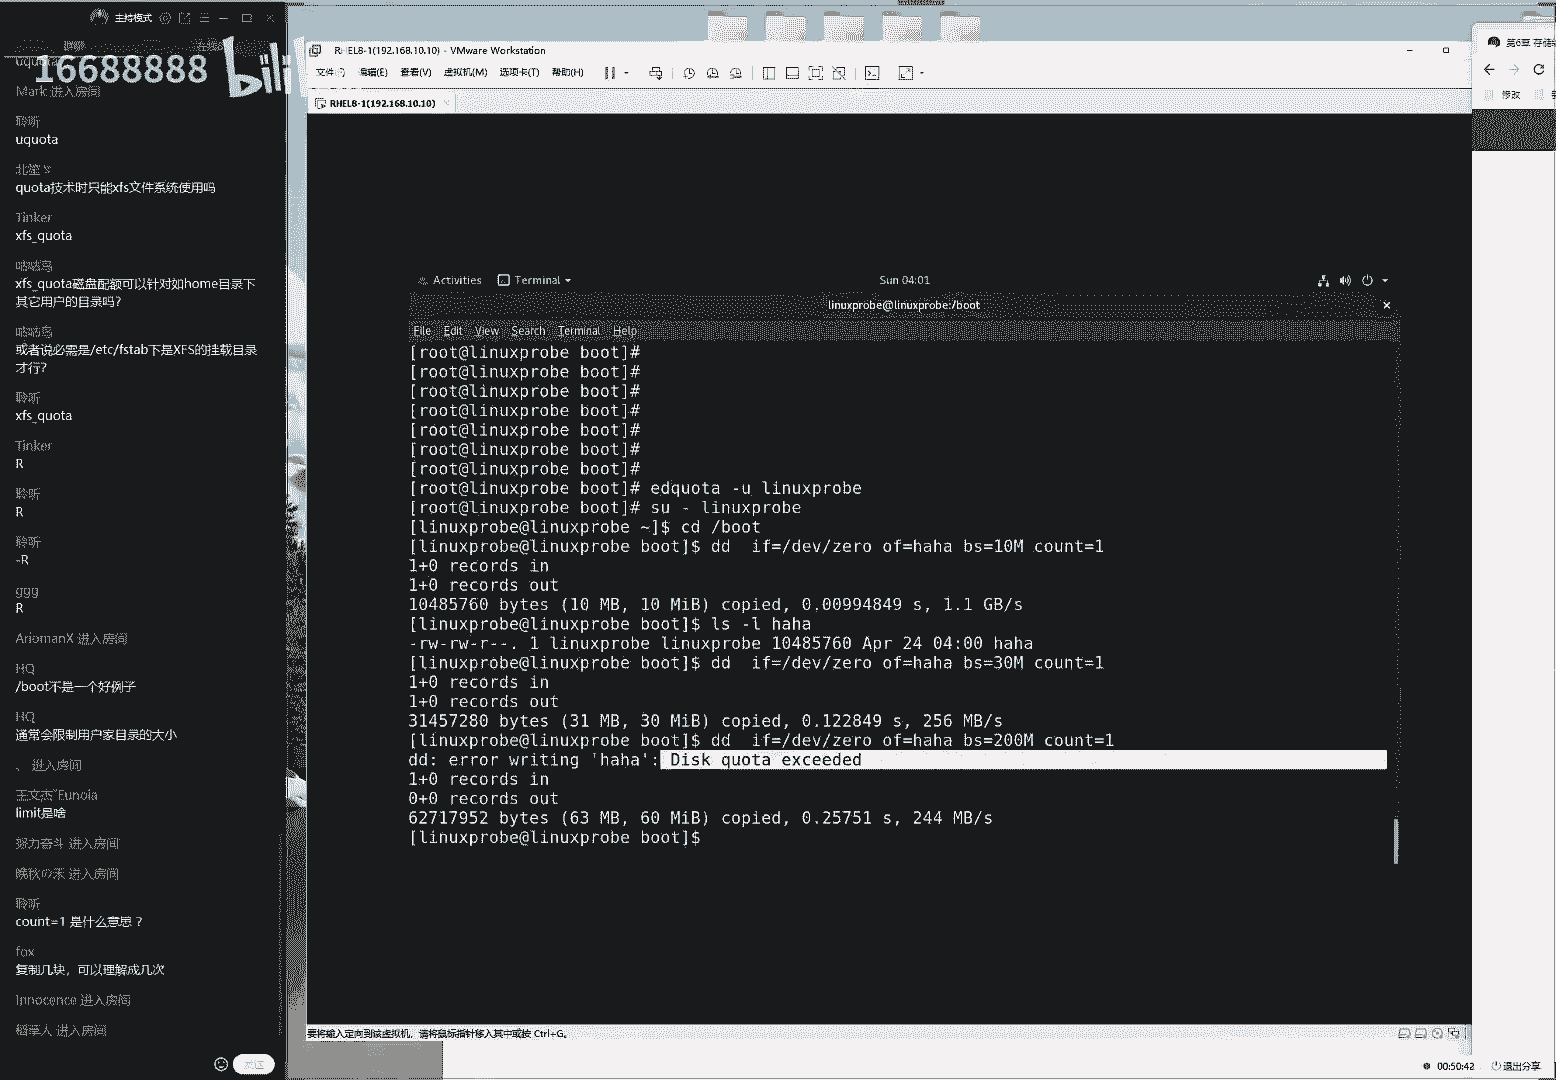 主持模式
16688888 bili
uquota
Mark 进入房间
聆听
uquota
quota技术时只能xfs文件系统使用吗
Tinker
xfs_quota
咕咕鸟
xfs_quota磁盘配额可以针对如home目录下
其它用户的目录吗?
咕咕鸟
或者说必需是/etc/fstab下是XFS的挂载目录
才行?
聆听
xfs_quota
Tinker
R
聆听
R
聆听
-R
ggg
R
AriomanX 进入房间
HQ
/boot不是一个好例子
HQ
通常会限制用户家目录的大小
、 进入房间
王文杰~Eunoia
limit是啥
努力奋斗 进入房间
进入房间
聆听
count=1 是什么意思？
fox
复制几块，可以理解成几次
Innocence 进入房间
稻草人 进入房间
发送
RHEL8-1(192.168.10.10) - VMware Workstation
文件(F) 编辑(E) 查看(V) 虚拟机(M) 选项卡(T) 帮助(H)
RHEL8-1(192.168.10.10)
Activities Terminal Sun 04:01
linuxprobe@linuxprobe:/boot
File Edit View Search Terminal Help
[root@linuxprobe boot]#
[root@linuxprobe boot]#
[root@linuxprobe boot]#
[root@linuxprobe boot]#
[root@linuxprobe boot]#
[root@linuxprobe boot]#
[root@linuxprobe boot]#
[root@linuxprobe boot]# edquota -u linuxprobe
[root@linuxprobe boot]# su - linuxprobe
[linuxprobe@linuxprobe ~]$ cd /boot
[linuxprobe@linuxprobe boot]$ dd  if=/dev/zero of=haha bs=10M count=1
1+0 records in
1+0 records out
10485760 bytes (10 MB, 10 MiB) copied, 0.00994849 s, 1.1 GB/s
[linuxprobe@linuxprobe boot]$ ls -l haha
-rw-rw-r--. 1 linuxprobe linuxprobe 10485760 Apr 24 04:00 haha
[linuxprobe@linuxprobe boot]$ dd  if=/dev/zero of=haha bs=30M count=1
1+0 records in
1+0 records out
31457280 bytes (31 MB, 30 MiB) copied, 0.122849 s, 256 MB/s
[linuxprobe@linuxprobe boot]$ dd  if=/dev/zero of=haha bs=200M count=1
dd: error writing 'haha': Disk quota exceeded
1+0 records in
0+0 records out
62717952 bytes (63 MB, 60 MiB) copied, 0.25751 s, 244 MB/s
[linuxprobe@linuxprobe boot]$
要将输入定向到该虚拟机，请将鼠标指针移入其中或按 Ctrl+G。
第6章 存储
修改
00:50:42 退出分享